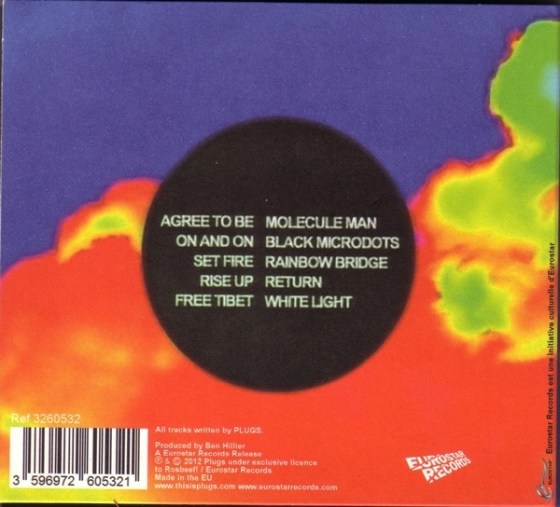 AGREE TO BE MOLECULE MAN
ON AND ON BLACK MICRODOTS
SET FIRE RAINBOW BRIDGE
RISE UP RETURN
FREE TIBET WHITE LIGHT
Ref 3260532
3 596972 605321
All tracks written by PLUGS.
Produced by Ben Hillier
A Eurostar Records Release
℗ & © 2012 Plugs under exclusive licence
to Rosbeef! / Eurostar Records
Made in the EU
www.thisisplugs.com www.eurostarrecords.com
EUROSTAR
RECORDS
Eurostar Records est une initiative culturelle d'Eurostar